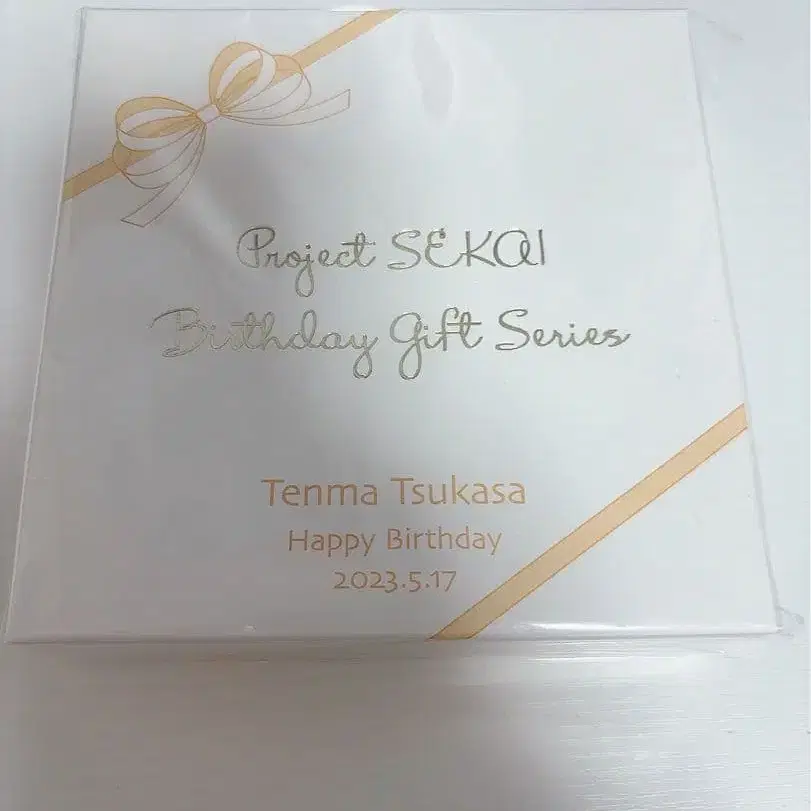 Project SEKAI
Birthday Gift Series
Tenma Tsukasa
Happy Birthday
2023.5.17